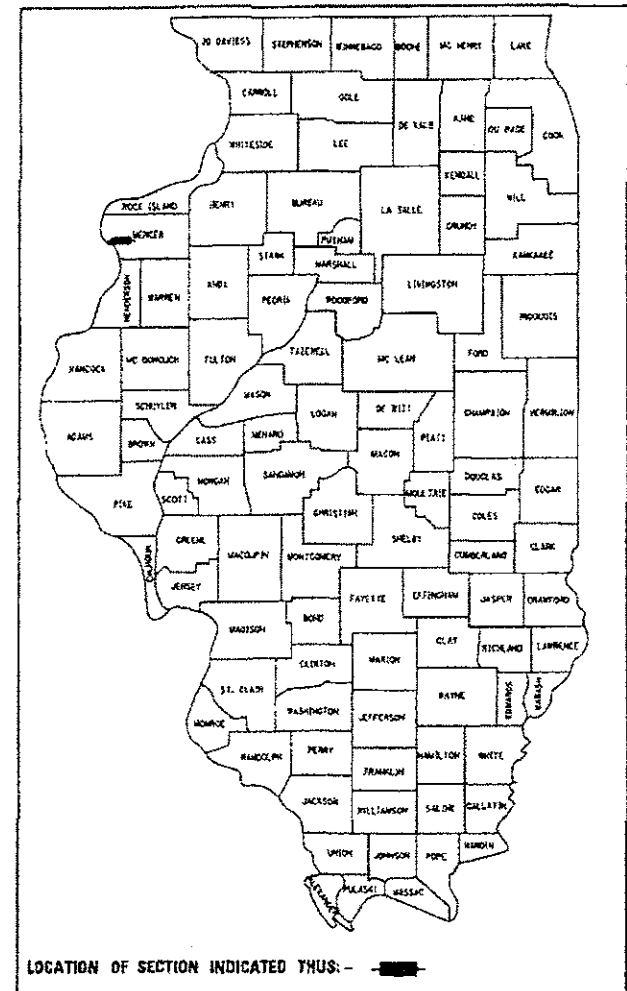 JO DAVIESS STEPHENSON WINNEBAGO BOONE MC HENRY LAKE
CARROLL OGLE DE KALB KANE DU PAGE COOK
WHITESIDE LEE KENDALL WILL
ROCK ISLAND HENRY BUREAU LA SALLE GRUNDY
MERCER PUTNAM KANKAKEE
STARK MARSHALL LIVINGSTON
HENDERSON WARREN KNOX PEORIA WOODFORD IROQUOIS
HANCOCK MC DONOUGH FULTON TAZEWELL MC LEAN FORD
MASON
SCHUYLER LOGAN DE WITT CHAMPAIGN VERMILION
ADAMS BROWN CASS MENARD PIATT
MACON
MORGAN SANGAMON DOUGLAS
PIKE SCOTT MOULTRIE EDGAR
CHRISTIAN COLES
GREENE SHELBY
CALHOUN MACOUPIN MONTGOMERY CUMBERLAND CLARK
JERSEY
FAYETTE EFFINGHAM JASPER CRAWFORD
MADISON BOND
CLAY RICHLAND LAWRENCE
CLINTON MARION
ST. CLAIR WAYNE EDWARDS WABASH
MONROE WASHINGTON JEFFERSON
RANDOLPH PERRY HAMILTON WHITE
FRANKLIN
JACKSON WILLIAMSON SALINE GALLATIN
UNION JOHNSON POPE HARDIN
ALEXANDER PULASKI MASSAC
LOCATION OF SECTION INDICATED THUS:-